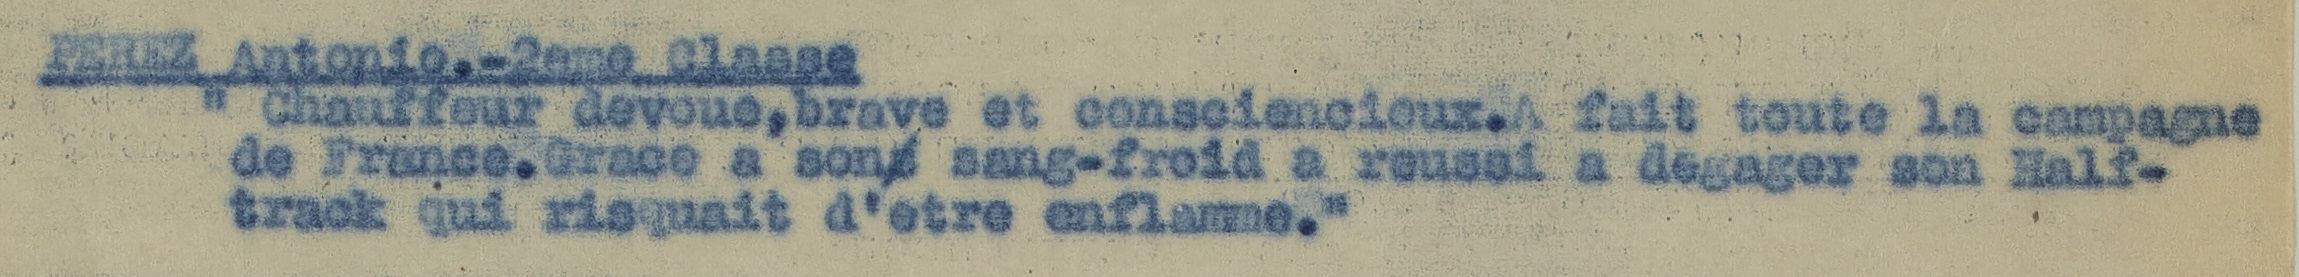 PEREZ Antonio.-2eme Classe
" Chauffeur devoue,brave et consciencieux.A fait toute la campagne
de France.Grace a son sang-froid a reussi a degager son Half-
track qui risquait d'etre enflamme."